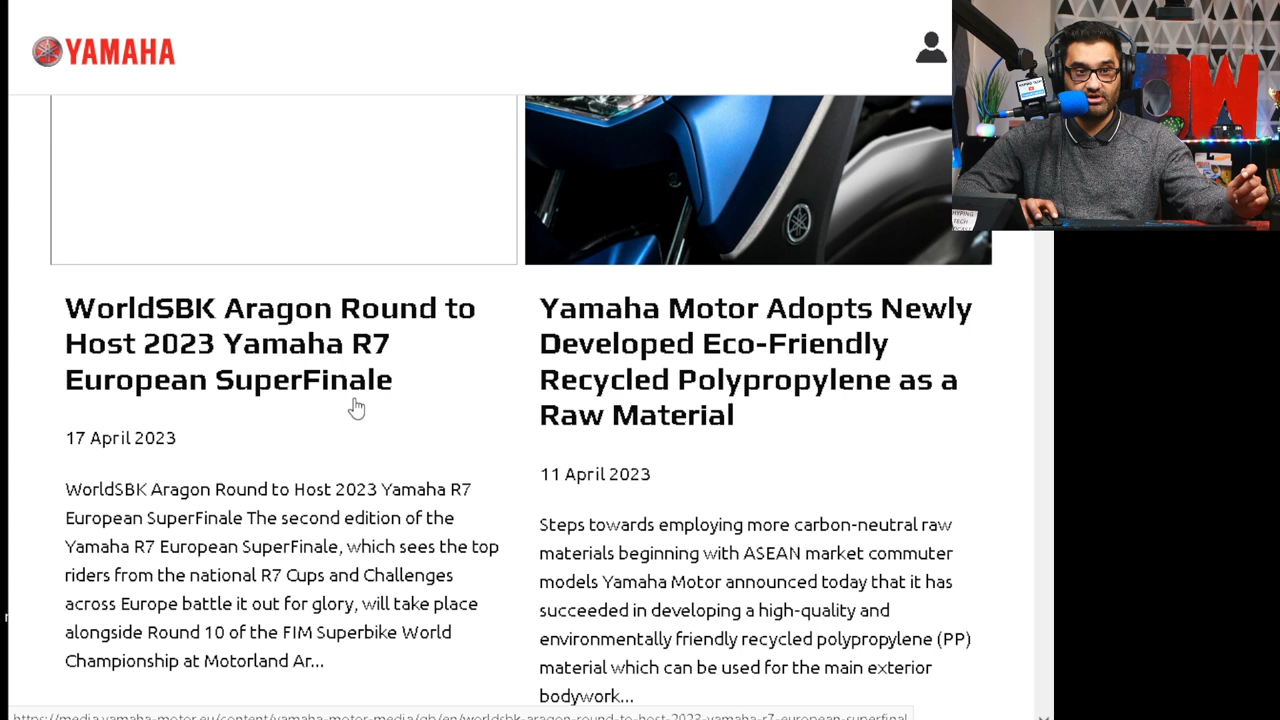 YAMAHA
WorldSBK Aragon Round to
Host 2023 Yamaha R7
European SuperFinale
17 April 2023
WorldSBK Aragon Round to Host 2023 Yamaha R7
European SuperFinale The second edition of the
Yamaha R7 European SuperFinale, which sees the top
riders from the national R7 Cups and Challenges
across Europe battle it out for glory, will take place
alongside Round 10 of the FIM Superbike World
Championship at Motorland Ar...
Yamaha Motor Adopts Newly
Developed Eco-Friendly
Recycled Polypropylene as a
Raw Material
11 April 2023
Steps towards employing more carbon-neutral raw
materials beginning with ASEAN market commuter
models Yamaha Motor announced today that it has
succeeded in developing a high-quality and
environmentally friendly recycled polypropylene (PP)
material which can be used for the main exterior
bodywork...
https://media.yamaha-motor.eu/content/yamaha-motor-media/gb/en/worldsbk-aragon-round-to-host-2023-yamaha-r7-european-superfinal
HYPING
TECH